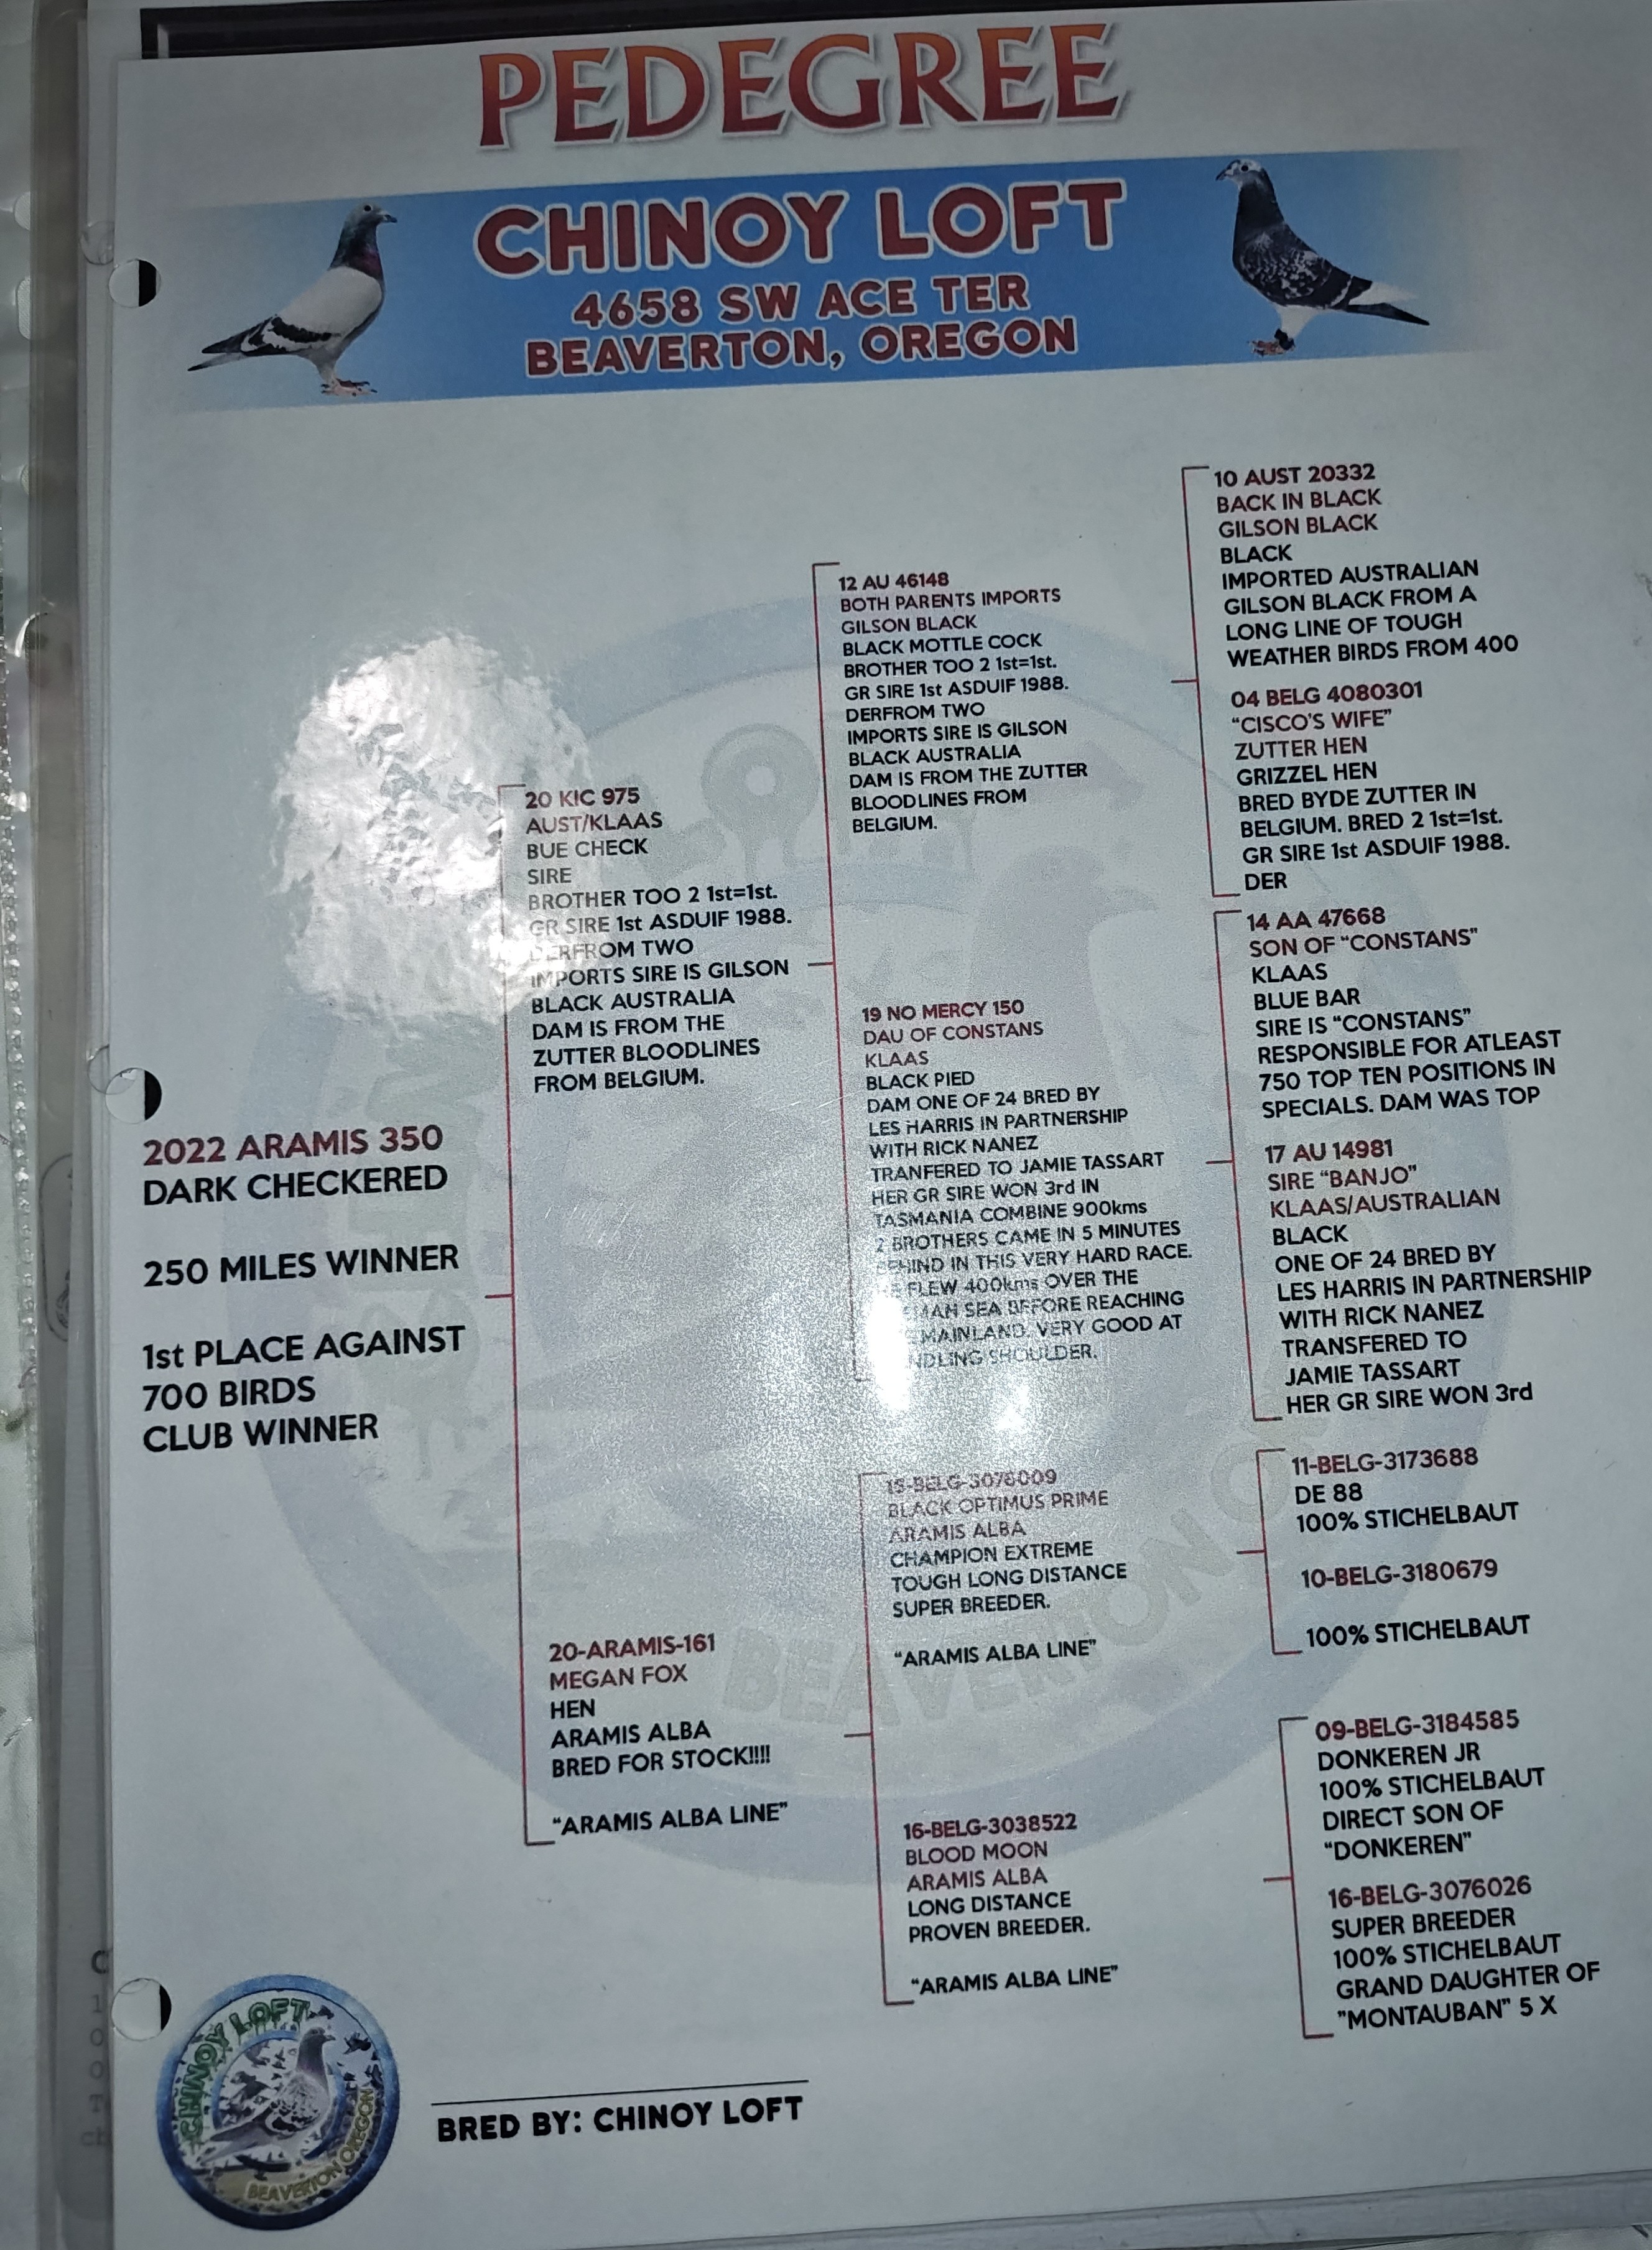 PEDEGREE
CHINOY LOFT
4658 SW ACE TER
BEAVERTON, OREGON
2022 ARAMIS 350
DARK CHECKERED
250 MILES WINNER
1st PLACE AGAINST
700 BIRDS
CLUB WINNER
20 KIC 975
AUST/KLAAS
BUE CHECK
SIRE
BROTHER TOO 2 1st=1st.
GR SIRE 1st ASDUIF 1988.
DERFROM TWO
IMPORTS SIRE IS GILSON
BLACK AUSTRALIA
DAM IS FROM THE
ZUTTER BLOODLINES
FROM BELGIUM.
20-ARAMIS-161
MEGAN FOX
HEN
ARAMIS ALBA
BRED FOR STOCK!!!!
"ARAMIS ALBA LINE"
12 AU 46148
BOTH PARENTS IMPORTS
GILSON BLACK
BLACK MOTTLE COCK
BROTHER TOO 2 1st=1st.
GR SIRE 1st ASDUIF 1988.
DERFROM TWO
IMPORTS SIRE IS GILSON
BLACK AUSTRALIA
DAM IS FROM THE ZUTTER
BLOODLINES FROM
BELGIUM.
19 NO MERCY 150
DAU OF CONSTANS
KLAAS
BLACK PIED
DAM ONE OF 24 BRED BY
LES HARRIS IN PARTNERSHIP
WITH RICK NANEZ
TRANFERED TO JAMIE TASSART
HER GR SIRE WON 3rd IN
TASMANIA COMBINE 900kms
2 BROTHERS CAME IN 5 MINUTES
BEHIND IN THIS VERY HARD RACE.
FLEW 400kms OVER THE
SEA BEFORE REACHING
MAINLAND. VERY GOOD AT
SHOULDER.
BLACK OPTIMUS PRIME
ARAMIS ALBA
CHAMPION EXTREME
TOUGH LONG DISTANCE
SUPER BREEDER.
"ARAMIS ALBA LINE"
16-BELG-3038522
BLOOD MOON
ARAMIS ALBA
LONG DISTANCE
PROVEN BREEDER.
"ARAMIS ALBA LINE"
10 AUST 20332
BACK IN BLACK
GILSON BLACK
BLACK
IMPORTED AUSTRALIAN
GILSON BLACK FROM A
LONG LINE OF TOUGH
WEATHER BIRDS FROM 400
04 BELG 4080301
"CISCO'S WIFE"
ZUTTER HEN
GRIZZEL HEN
BRED BYDE ZUTTER IN
BELGIUM. BRED 2 1st=1st.
GR SIRE 1st ASDUIF 1988.
DER
14 AA 47668
SON OF "CONSTANS"
KLAAS
BLUE BAR
SIRE IS "CONSTANS"
RESPONSIBLE FOR ATLEAST
750 TOP TEN POSITIONS IN
SPECIALS. DAM WAS TOP
17 AU 14981
SIRE "BANJO"
KLAAS/AUSTRALIAN
BLACK
ONE OF 24 BRED BY
LES HARRIS IN PARTNERSHIP
WITH RICK NANEZ
TRANSFERED TO
JAMIE TASSART
HER GR SIRE WON 3rd
11-BELG-3173688
DE 88
100% STICHELBAUT
10-BELG-3180679
100% STICHELBAUT
09-BELG-3184585
DONKEREN JR
100% STICHELBAUT
DIRECT SON OF
"DONKEREN"
16-BELG-3076026
SUPER BREEDER
100% STICHELBAUT
GRAND DAUGHTER OF
"MONTAUBAN" 5 X
CHINOY LOFT
BEAVERTON OREGON
BRED BY: CHINOY LOFT